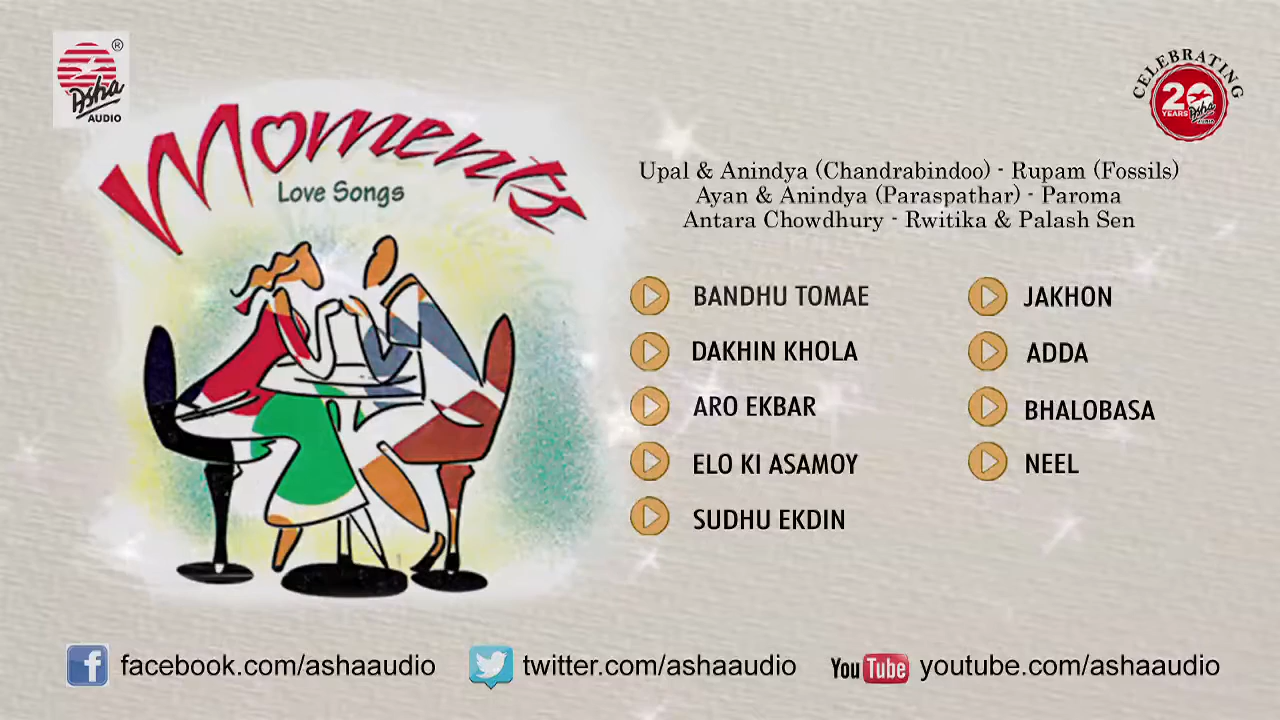 Asha
®
AUDIO
CELEBRATING
20
YEARS
Asha
AUDIO
Moments
Love Songs
Upal & Anindya (Chandrabindoo) - Rupam (Fossils)
Ayan & Anindya (Paraspathar) - Paroma
Antara Chowdhury - Rwitika & Palash Sen
BANDHU TOMAE
DAKHIN KHOLA
ARO EKBAR
ELO KI ASAMOY
SUDHU EKDIN
JAKHON
ADDA
BHALOBASA
NEEL
facebook.com/ashaaudio
twitter.com/ashaaudio
YouTube youtube.com/ashaaudio